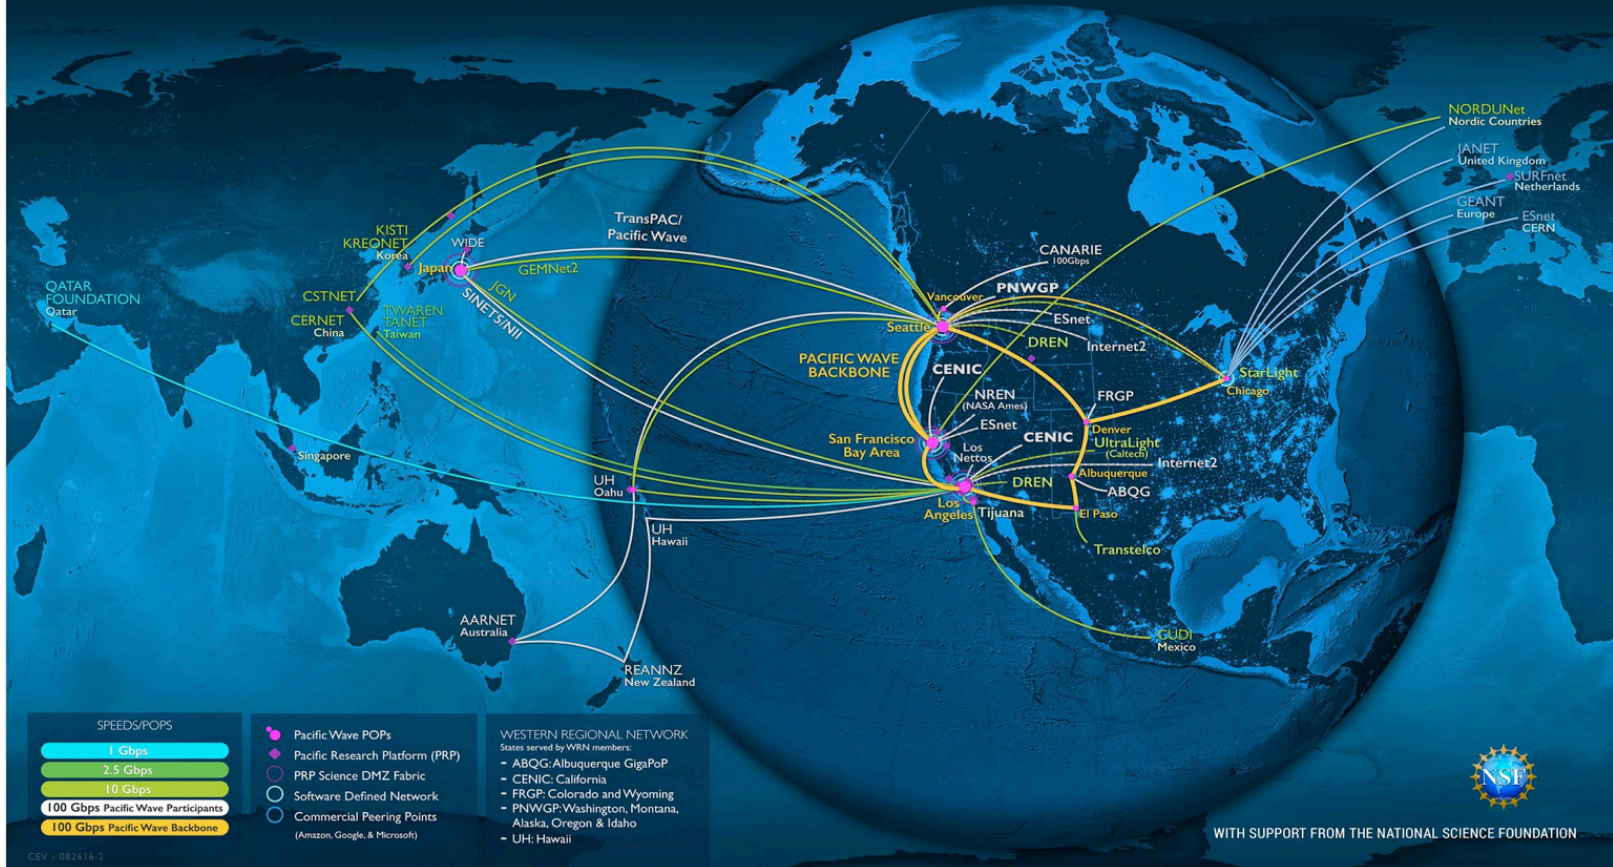 NORDUNet
Nordic Countries
JANET
United Kingdom
SURFnet
Netherlands
GEANT
Europe
ESnet
CERN
TransPAC/
Pacific Wave
KISTI
KREONET
Korea
WIDE
Japan
GEMNet2
JGN
SINET5/NII
QATAR
FOUNDATION
Qatar
CSTNET
CERNET
China
TWAREN
TANET
Taiwan
Singapore
CANARIE
100Gbps
PNWGP
Vancouver
Seattle
ESnet
DREN
Internet2
PACIFIC WAVE
BACKBONE
CENIC
NREN
(NASA Ames)
ESnet
FRGP
StarLight
Chicago
Denver
San Francisco
Bay Area
Los
Nettos
CENIC
UltraLight
(Caltech)
Internet2
Albuquerque
DREN
ABQG
Los
Angeles
Tijuana
El Paso
Transtelco
UH
Oahu
UH
Hawaii
AARNET
Australia
REANNZ
New Zealand
CUDI
Mexico
SPEEDS/POPS
1 Gbps
2.5 Gbps
10 Gbps
100 Gbps Pacific Wave Participants
100 Gbps Pacific Wave Backbone
CEV - 082616-2
Pacific Wave POPs
Pacific Research Platform (PRP)
PRP Science DMZ Fabric
Software Defined Network
Commercial Peering Points
(Amazon, Google, & Microsoft)
WESTERN REGIONAL NETWORK
States served by WRN members:
- ABQG: Albuquerque GigaPoP
- CENIC: California
- FRGP: Colorado and Wyoming
- PNWGP: Washington, Montana,
Alaska, Oregon & Idaho
- UH: Hawaii
NSF
WITH SUPPORT FROM THE NATIONAL SCIENCE FOUNDATION